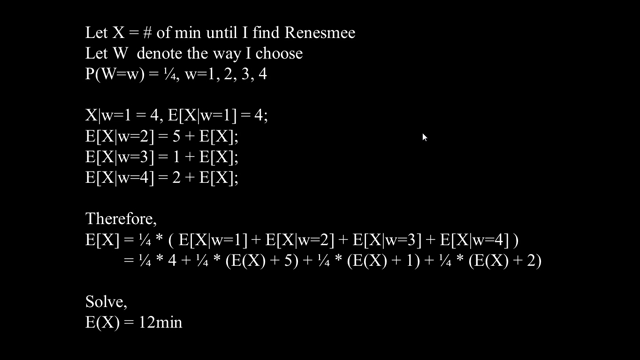 Let X = # of min until I find Renesmee
Let W denote the way I choose
P(W=w) = ¼, w=1, 2, 3, 4
X|w=1 = 4, E[X|w=1] = 4;
E[X|w=2] = 5 + E[X];
E[X|w=3] = 1 + E[X];
E[X|w=4] = 2 + E[X];
Therefore,
E[X] = ¼ * ( E[X|w=1] + E[X|w=2] + E[X|w=3] + E[X|w=4] )
= ¼ * 4 + ¼ * (E(X) + 5) + ¼ * (E(X) + 1) + ¼ * (E(X) + 2)
Solve,
E(X) = 12min